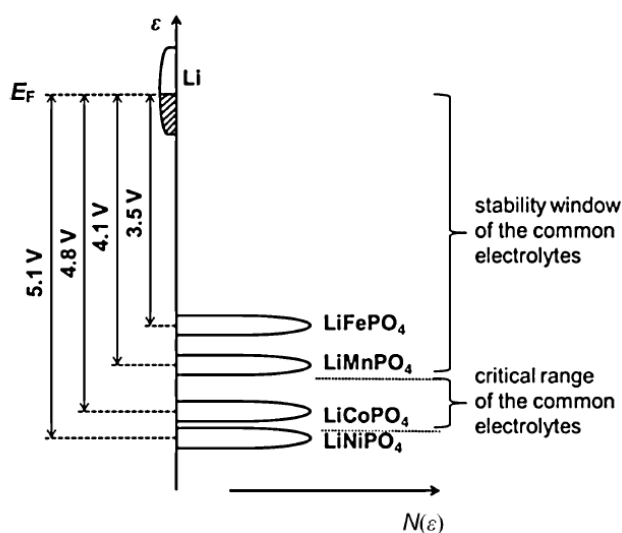 ε
Li
E_F
3.5 V
4.1 V
4.8 V
5.1 V
stability window
of the common
electrolytes
LiFePO₄
LiMnPO₄
critical range
of the common
electrolytes
LiCoPO₄
LiNiPO₄
N(ε)